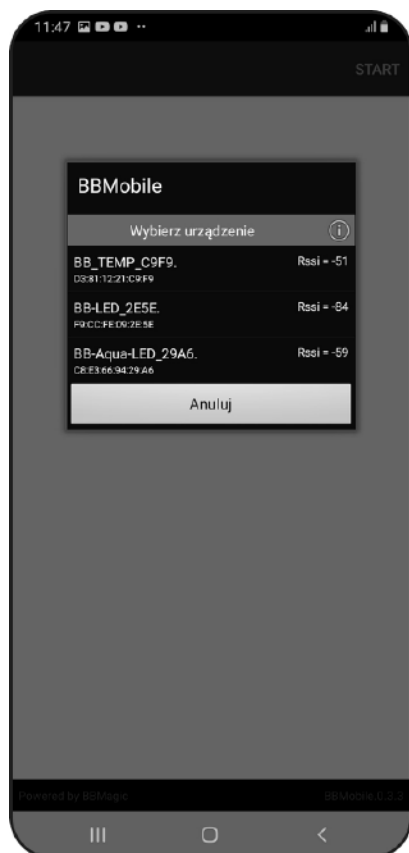 11:47
START
BBMobile
Wybierz urządzenie
BB_TEMP_C9F9. Rssi = -51
D3:81:12:21:C9:F9
BB-LED_2E5E. Rssi = -84
F9:CC:FE:09:2E:5E
BB-Aqua-LED_29A6. Rssi = -59
C8:E3:66:94:29:A6
Anuluj
Powered by BBMagic BBMobile.0.3.3